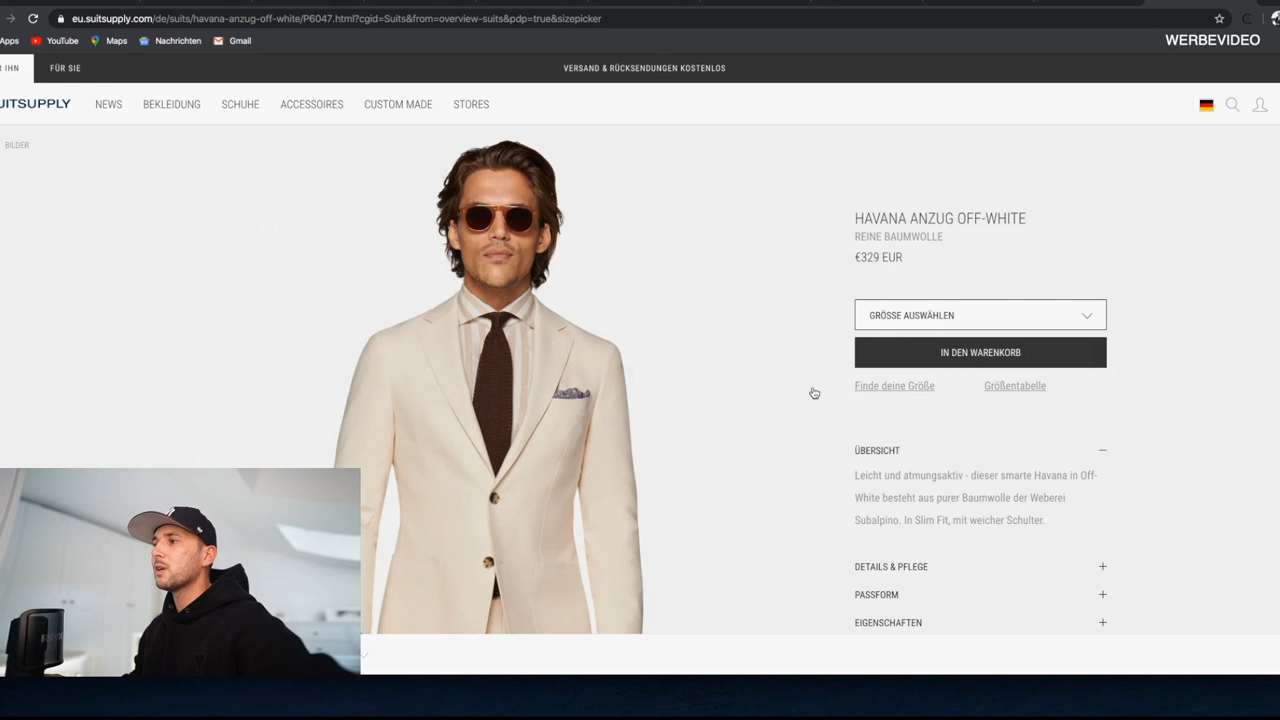 eu.suitsupply.com/de/suits/havana-anzug-off-white/P6047.html?cgid=Suits&from=overview-suits&pdp=true&sizepicker
Apps YouTube Maps Nachrichten Gmail
WERBEVIDEO
R IHN FÜR SIE VERSAND & RÜCKSENDUNGEN KOSTENLOS
UITSUPPLY NEWS BEKLEIDUNG SCHUHE ACCESSOIRES CUSTOM MADE STORES
BILDER
HAVANA ANZUG OFF-WHITE
REINE BAUMWOLLE
€329 EUR
GRÖSSE AUSWÄHLEN
IN DEN WARENKORB
Finde deine Größe Größentabelle
ÜBERSICHT
Leicht und atmungsaktiv - dieser smarte Havana in Off-
White besteht aus purer Baumwolle der Weberei
Subalpino. In Slim Fit, mit weicher Schulter.
DETAILS & PFLEGE
PASSFORM
EIGENSCHAFTEN